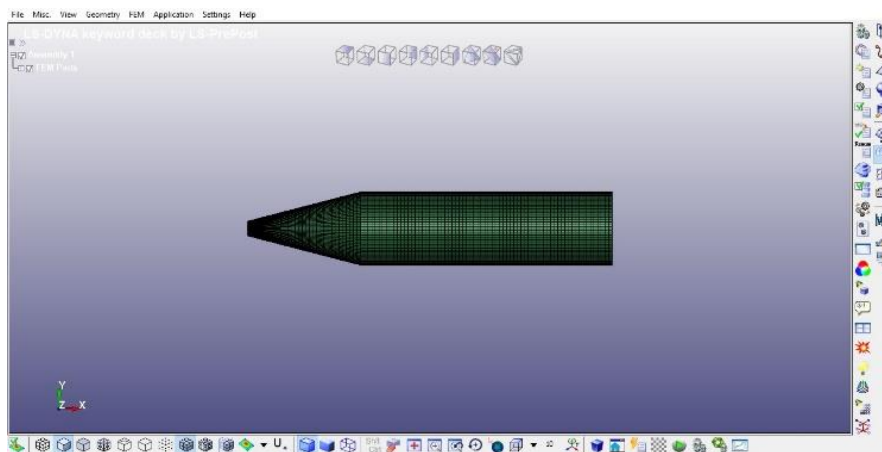 File Misc. View Geometry FEM Application Settings Help
LS-DYNA keyword deck by LS-PrePost
Assembly 1
FEM Parts
Y
Z X